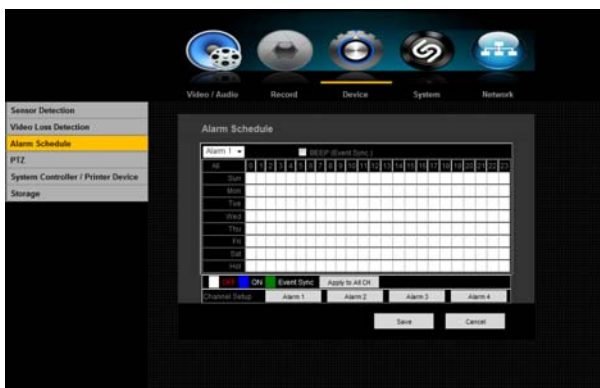 Video / Audio Record Device System Network
Sensor Detection
Video Loss Detection
Alarm Schedule
PTZ
System Controller / Printer Device
Storage
Alarm Schedule
Alarm 1
BEEP (Event Sync )
All 0 1 2 3 4 5 6 7 8 9 10 11 12 13 14 15 16 17 18 19 20 21 22 23
Sun
Mon
Tue
Wed
Thu
Fri
Sat
Hol
OFF ON Event Sync Apply to All CH
Channel Setup Alarm 1 Alarm 2 Alarm 3 Alarm 4
Save Cancel